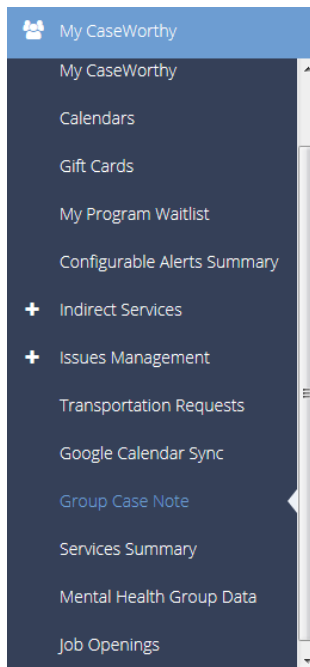 My CaseWorthy
My CaseWorthy
Calendars
Gift Cards
My Program Waitlist
Configurable Alerts Summary
Indirect Services
Issues Management
Transportation Requests
Google Calendar Sync
Group Case Note
Services Summary
Mental Health Group Data
Job Openings